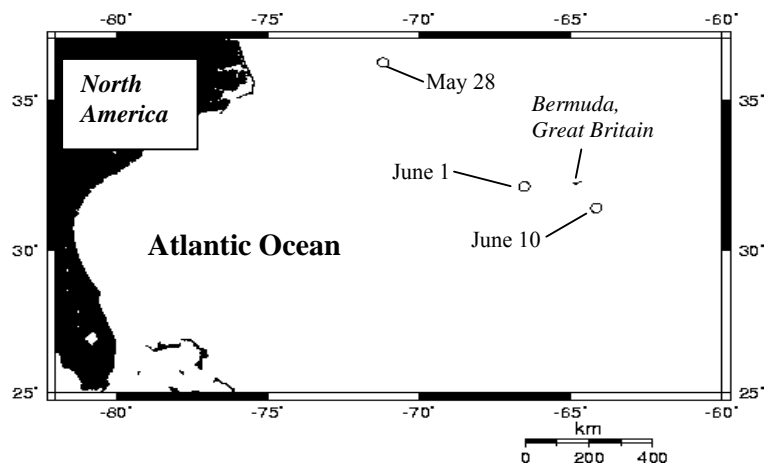 -80° -75° -70° -65° -60°
North
America
May 28
35° 35°
Bermuda,
Great Britain
June 1
Atlantic Ocean
June 10
30° 30°
25° 25°
-80° -75° -70° -65° -60°
km
0 200 400